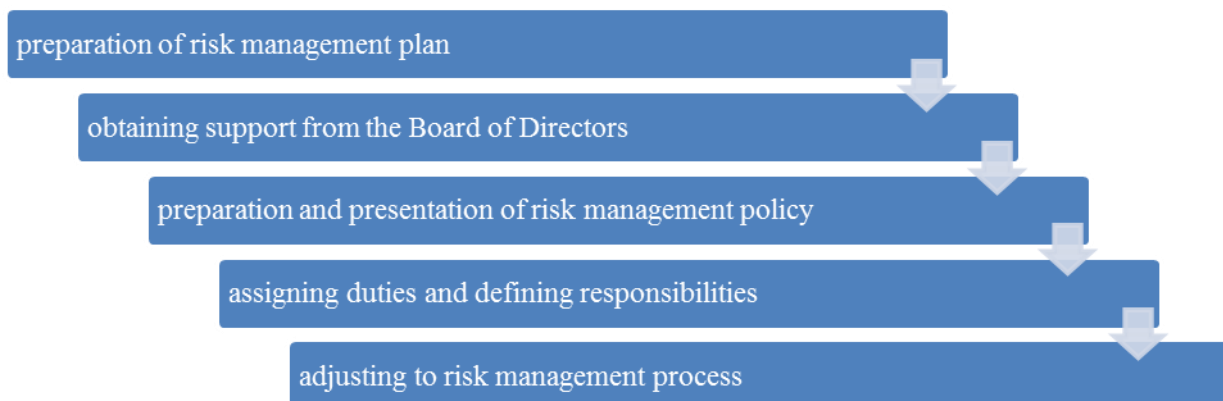 preparation of risk management plan
obtaining support from the Board of Directors
preparation and presentation of risk management policy
assigning duties and defining responsibilities
adjusting to risk management process